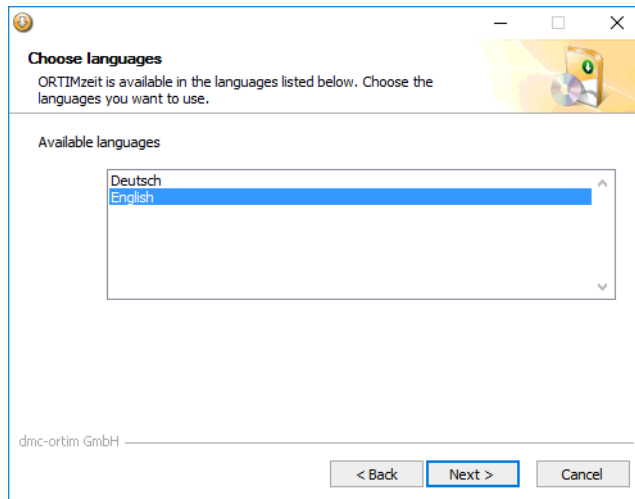 Choose languages
ORTIMzeit is available in the languages listed below. Choose the
languages you want to use.
Available languages
Deutsch
English
dmc-ortim GmbH
< Back
Next >
Cancel